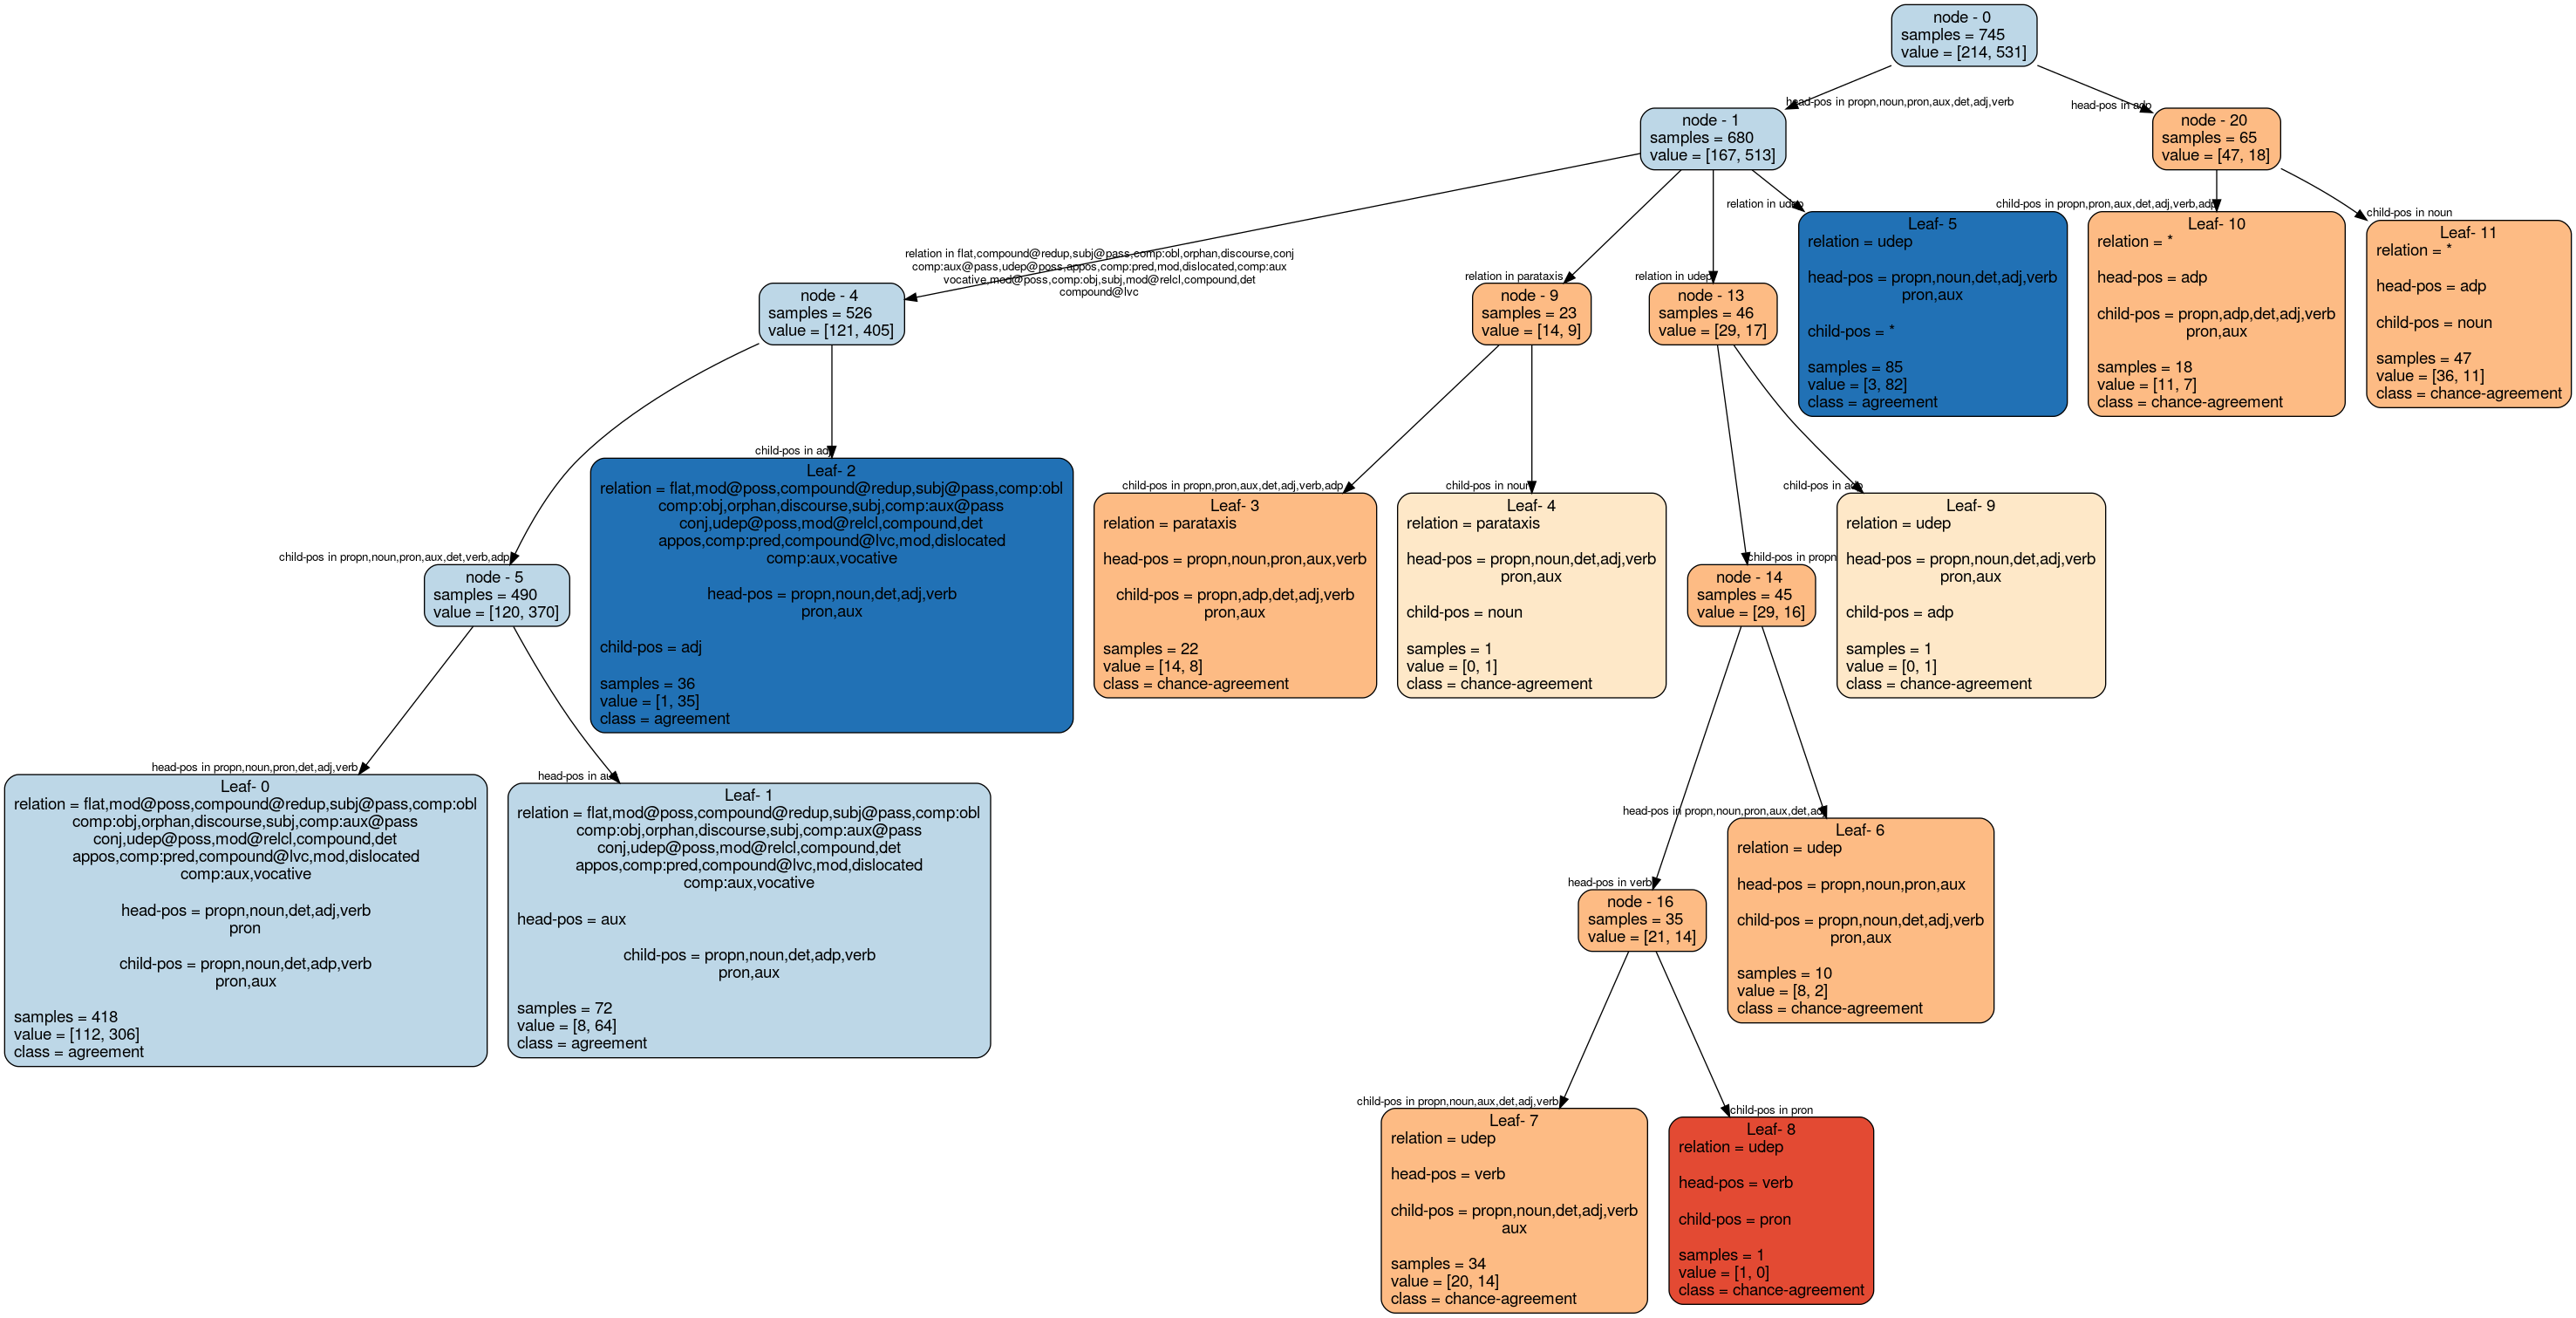 node - 0
samples = 745
value = [214, 531]
head-pos in propn,noun,pron,aux,det,adj,verb
head-pos in adp
node - 1
samples = 680
value = [167, 513]
node - 20
samples = 65
value = [47, 18]
relation in flat,compound@redup,subj@pass,comp:obl,orphan,discourse,conj
comp:aux@pass,udep@poss,appos,comp:pred,mod,dislocated,comp:aux
vocative,mod@poss,comp:obj,subj,mod@relcl,compound,det
compound@lvc
relation in parataxis
relation in udep
relation in udep
child-pos in propn,pron,aux,det,adj,verb,adp
child-pos in noun
node - 4
samples = 526
value = [121, 405]
node - 9
samples = 23
value = [14, 9]
node - 13
samples = 46
value = [29, 17]
Leaf- 5
relation = udep
head-pos = propn,noun,det,adj,verb
pron,aux
child-pos = *
samples = 85
value = [3, 82]
class = agreement
Leaf- 10
relation = *
head-pos = adp
child-pos = propn,adp,det,adj,verb
pron,aux
samples = 18
value = [11, 7]
class = chance-agreement
Leaf- 11
relation = *
head-pos = adp
child-pos = noun
samples = 47
value = [36, 11]
class = chance-agreement
child-pos in propn,noun,pron,aux,det,verb,adp
child-pos in adj
child-pos in propn,pron,aux,det,adj,verb,adp
child-pos in noun
child-pos in propn
child-pos in adp
node - 5
samples = 490
value = [120, 370]
Leaf- 2
relation = flat,mod@poss,compound@redup,subj@pass,comp:obl
comp:obj,orphan,discourse,subj,comp:aux@pass
conj,udep@poss,mod@relcl,compound,det
appos,comp:pred,compound@lvc,mod,dislocated
comp:aux,vocative
head-pos = propn,noun,det,adj,verb
pron,aux
child-pos = adj
samples = 36
value = [1, 35]
class = agreement
Leaf- 3
relation = parataxis
head-pos = propn,noun,pron,aux,verb
child-pos = propn,adp,det,adj,verb
pron,aux
samples = 22
value = [14, 8]
class = chance-agreement
Leaf- 4
relation = parataxis
head-pos = propn,noun,det,adj,verb
pron,aux
child-pos = noun
samples = 1
value = [0, 1]
class = chance-agreement
node - 14
samples = 45
value = [29, 16]
Leaf- 9
relation = udep
head-pos = propn,noun,det,adj,verb
pron,aux
child-pos = adp
samples = 1
value = [0, 1]
class = chance-agreement
head-pos in propn,noun,pron,det,adj,verb
head-pos in aux
head-pos in verb
head-pos in propn,noun,pron,aux,det,adj
Leaf- 0
relation = flat,mod@poss,compound@redup,subj@pass,comp:obl
comp:obj,orphan,discourse,subj,comp:aux@pass
conj,udep@poss,mod@relcl,compound,det
appos,comp:pred,compound@lvc,mod,dislocated
comp:aux,vocative
head-pos = propn,noun,det,adj,verb
pron
child-pos = propn,noun,det,adp,verb
pron,aux
samples = 418
value = [112, 306]
class = agreement
Leaf- 1
relation = flat,mod@poss,compound@redup,subj@pass,comp:obl
comp:obj,orphan,discourse,subj,comp:aux@pass
conj,udep@poss,mod@relcl,compound,det
appos,comp:pred,compound@lvc,mod,dislocated
comp:aux,vocative
head-pos = aux
child-pos = propn,noun,det,adp,verb
pron,aux
samples = 72
value = [8, 64]
class = agreement
node - 16
samples = 35
value = [21, 14]
Leaf- 6
relation = udep
head-pos = propn,noun,pron,aux
child-pos = propn,noun,det,adj,verb
pron,aux
samples = 10
value = [8, 2]
class = chance-agreement
child-pos in propn,noun,aux,det,adj,verb
child-pos in pron
Leaf- 7
relation = udep
head-pos = verb
child-pos = propn,noun,det,adj,verb
aux
samples = 34
value = [20, 14]
class = chance-agreement
Leaf- 8
relation = udep
head-pos = verb
child-pos = pron
samples = 1
value = [1, 0]
class = chance-agreement